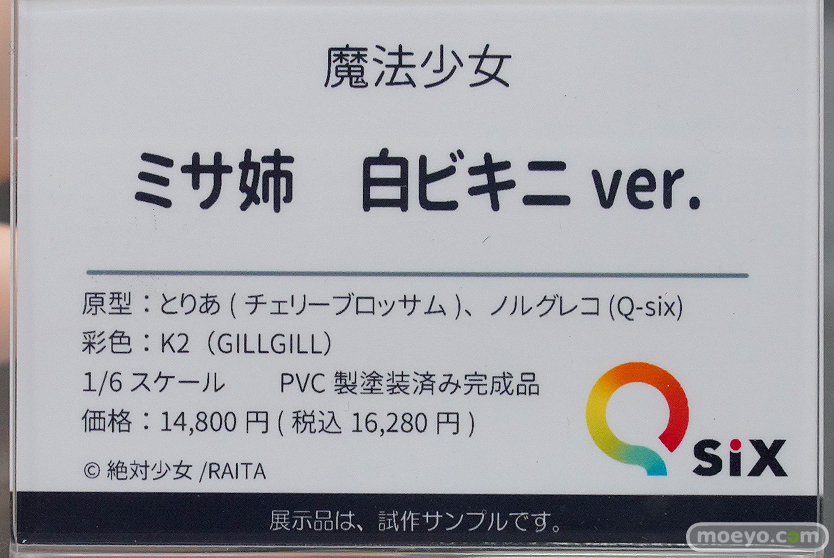 魔法少女
ミサ姉　白ビキニ ver.
原型：とりあ ( チェリーブロッサム )、ノルグレコ (Q-six)
彩色：K2（GILLGILL）
1/6 スケール　　PVC 製塗装済み完成品
価格：14,800 円 ( 税込 16,280 円 )
© 絶対少女 /RAITA
Q six
展示品は、試作サンプルです。
moeyo.com